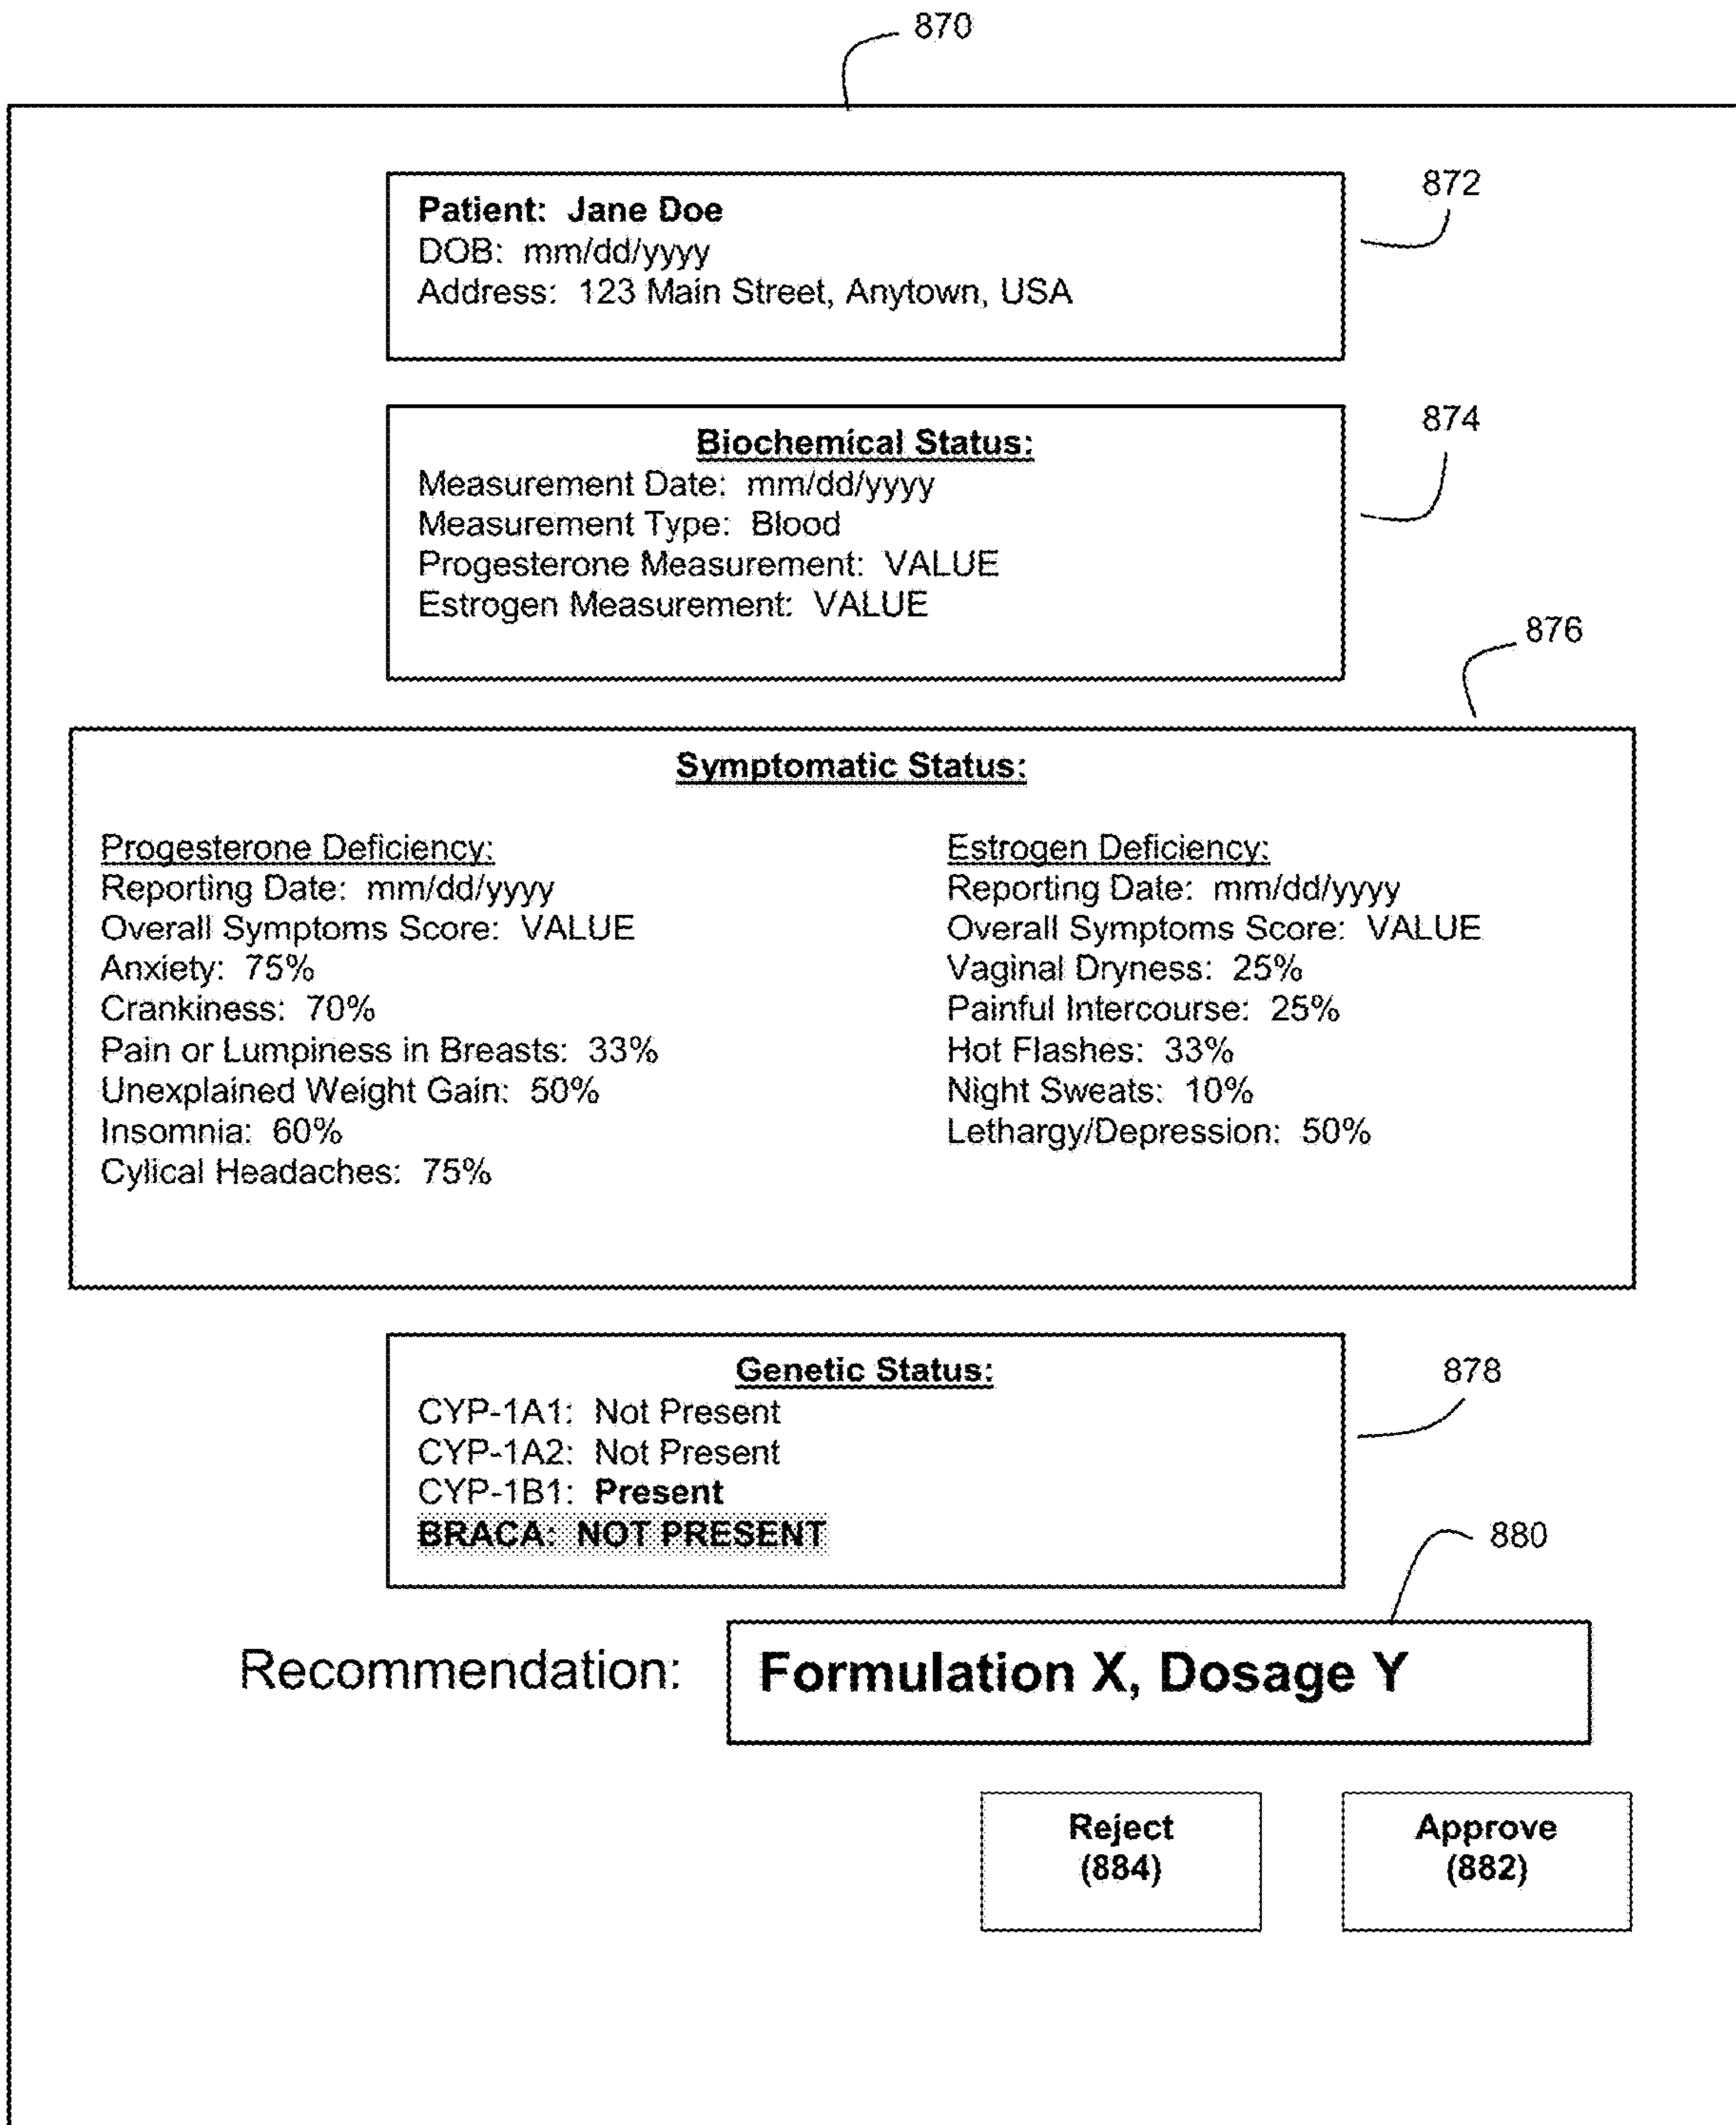 870
872
Patient: Jane Doe
DOB: mm/dd/yyyy
Address: 123 Main Street, Anytown, USA
874
Biochemical Status:
Measurement Date: mm/dd/yyyy
Measurement Type: Blood
Progesterone Measurement: VALUE
Estrogen Measurement: VALUE
876
Symptomatic Status:
Progesterone Deficiency:
Reporting Date: mm/dd/yyyy
Overall Symptoms Score: VALUE
Anxiety: 75%
Crankiness: 70%
Pain or Lumpiness in Breasts: 33%
Unexplained Weight Gain: 50%
Insomnia: 60%
Cylical Headaches: 75%
Estrogen Deficiency:
Reporting Date: mm/dd/yyyy
Overall Symptoms Score: VALUE
Vaginal Dryness: 25%
Painful Intercourse: 25%
Hot Flashes: 33%
Night Sweats: 10%
Lethargy/Depression: 50%
878
Genetic Status:
CYP-1A1: Not Present
CYP-1A2: Not Present
CYP-1B1: Present
BRACA: NOT PRESENT
880
Recommendation: Formulation X, Dosage Y
Reject
(884)
Approve
(882)